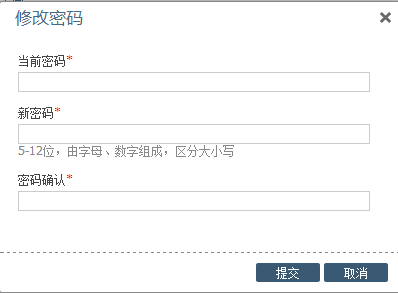 修改密码
当前密码*
新密码*
5-12位，由字母、数字组成，区分大小写
密码确认*
提交 取消